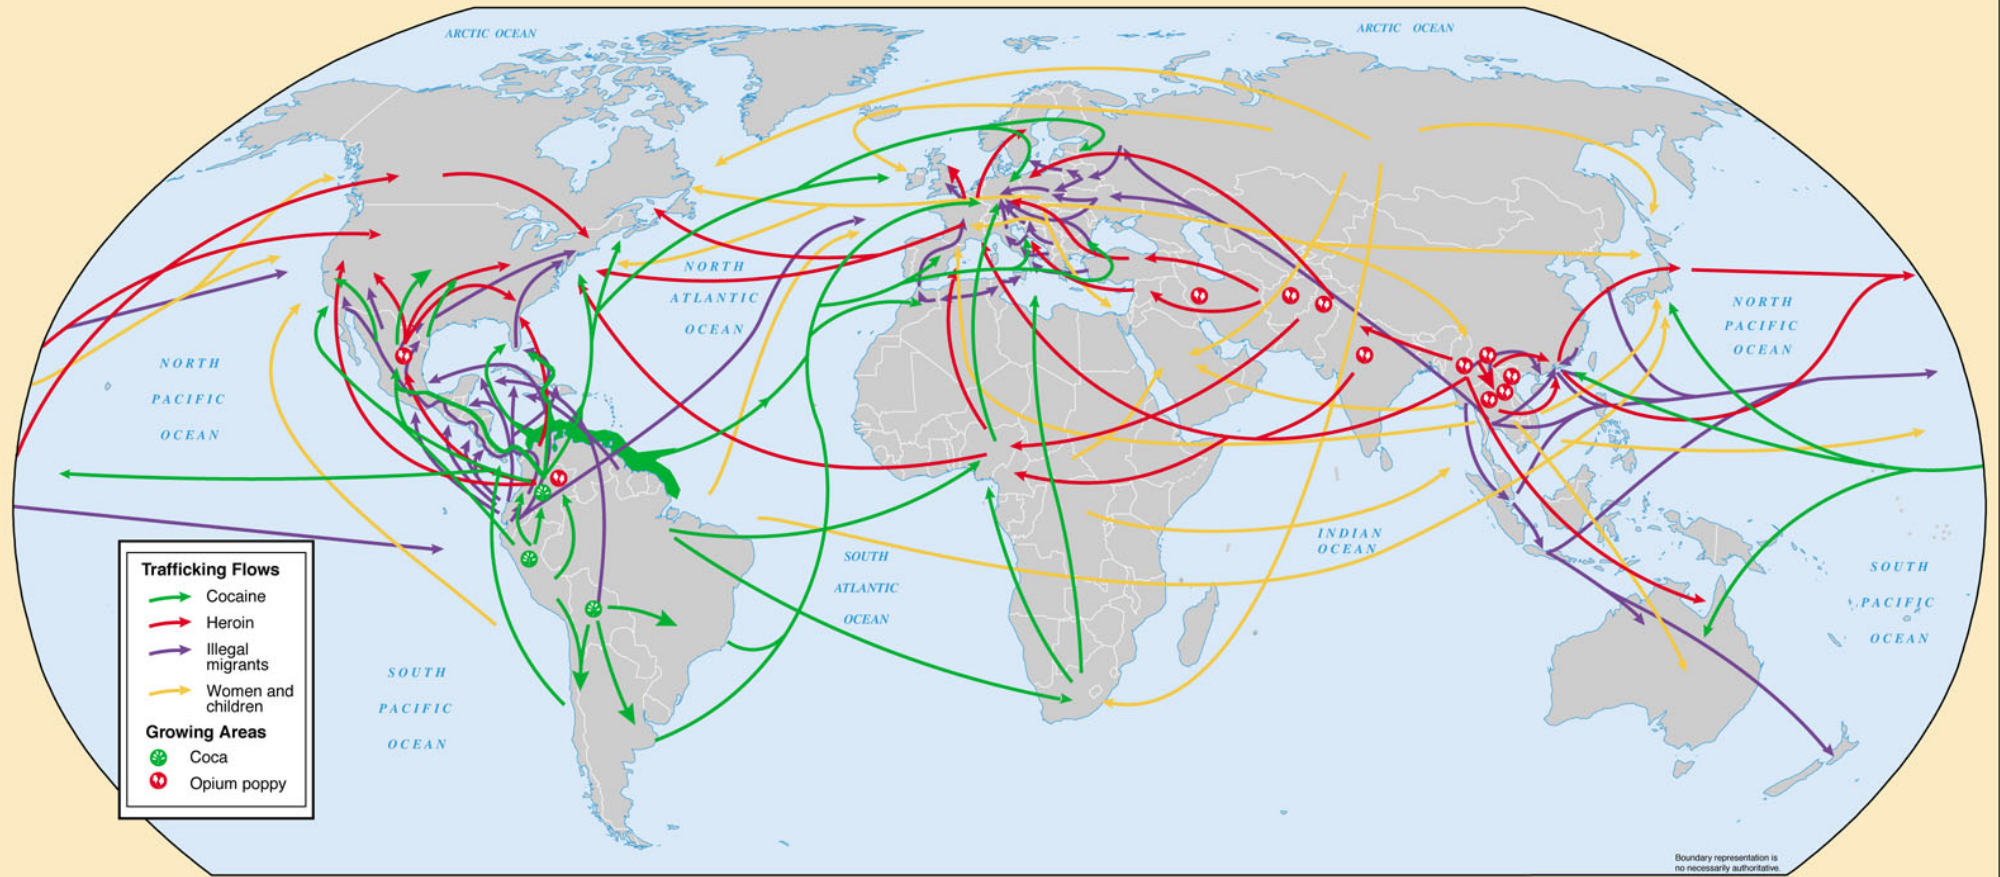 ARCTIC OCEAN
ARCTIC OCEAN
NORTH
ATLANTIC
OCEAN
NORTH
PACIFIC
OCEAN
NORTH
PACIFIC
OCEAN
INDIAN
OCEAN
SOUTH
ATLANTIC
OCEAN
SOUTH
PACIFIC
OCEAN
SOUTH
PACIFIC
OCEAN
Trafficking Flows
Cocaine
Heroin
Illegal
migrants
Women and
children
Growing Areas
Coca
Opium poppy
Boundary representation is
no necessarily authoritative.